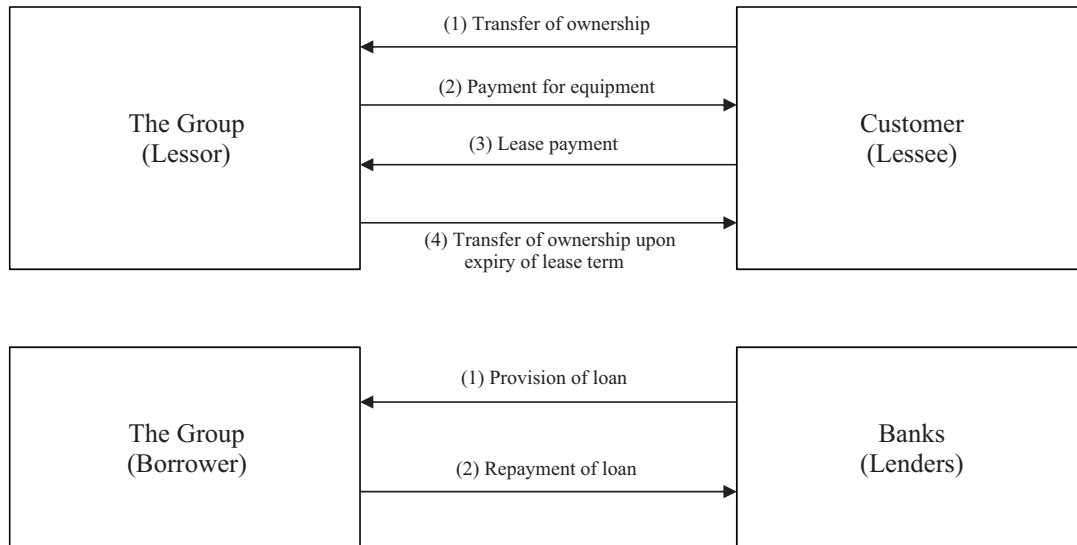 (1) Transfer of ownership
(2) Payment for equipment
The Group
(Lessor)
Customer
(Lessee)
(3) Lease payment
(4) Transfer of ownership upon
expiry of lease term
(1) Provision of loan
The Group
(Borrower)
Banks
(Lenders)
(2) Repayment of loan